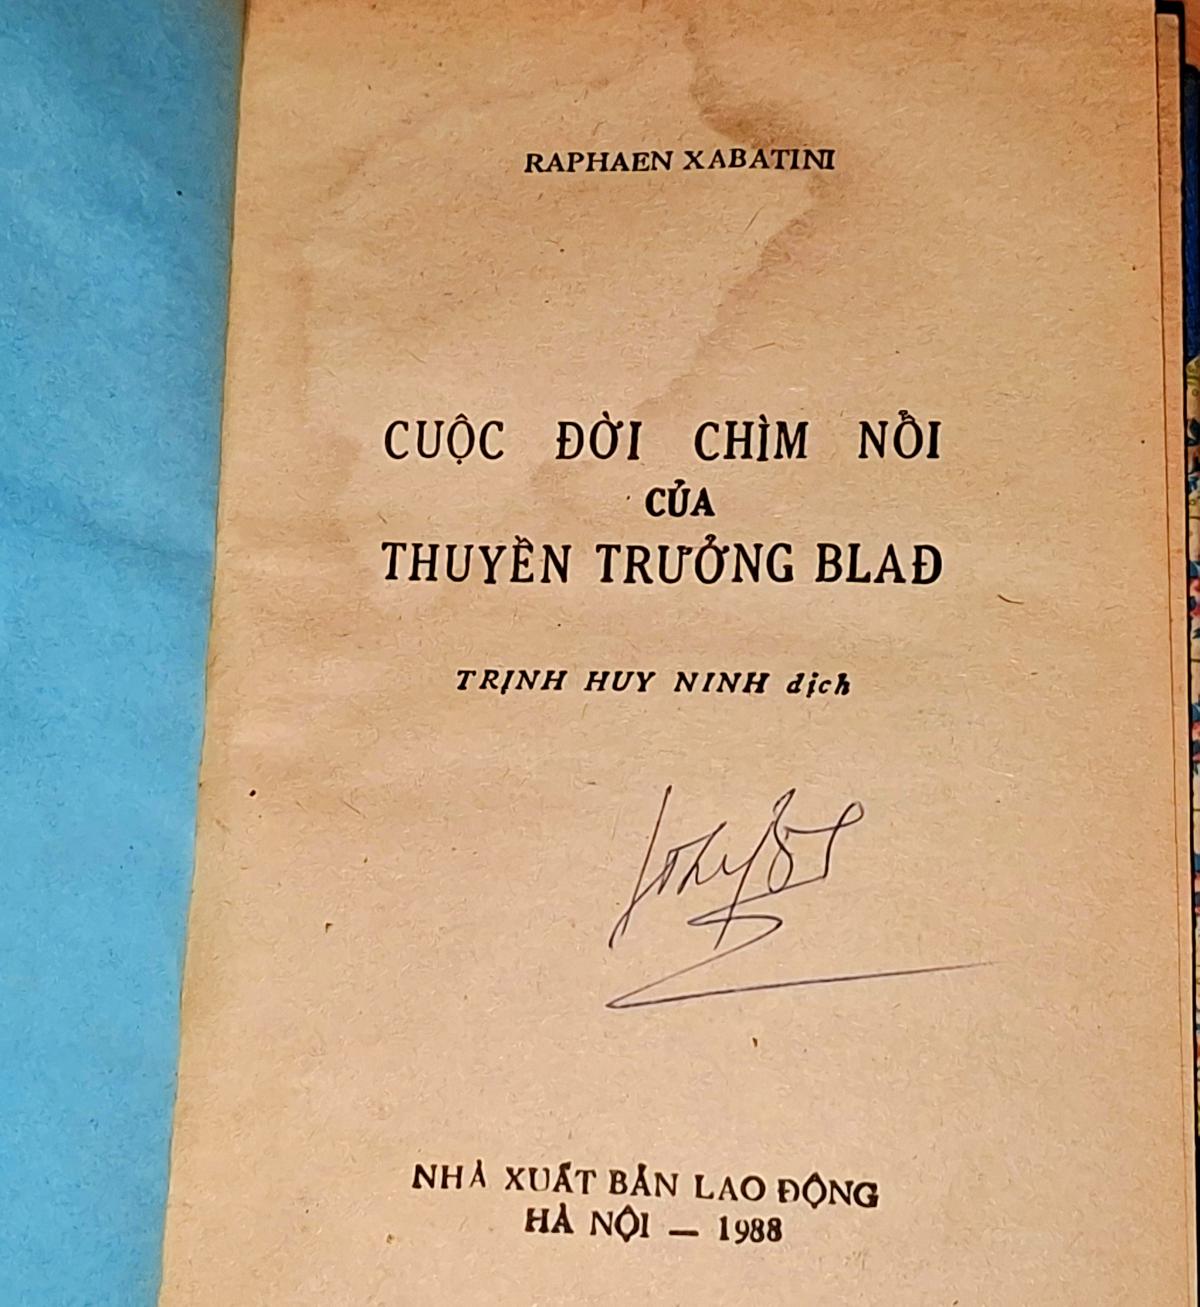 RAPHAEN XABATINI
CUỘC ĐỜI CHÌM NỔI
CỦA
THUYỀN TRƯỞNG BLAĐ
TRỊNH HUY NINH dịch
NHÀ XUẤT BẢN LAO ĐỘNG
HÀ NỘI — 1988